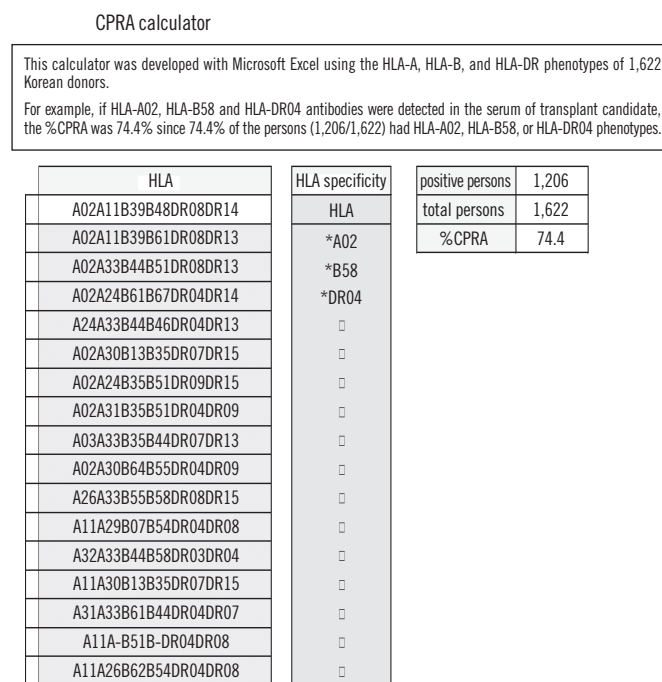 CPRA calculator
This calculator was developed with Microsoft Excel using the HLA-A, HLA-B, and HLA-DR phenotypes of 1,622
Korean donors.
For example, if HLA-A02, HLA-B58 and HLA-DR04 antibodies were detected in the serum of transplant candidate,
the %CPRA was 74.4% since 74.4% of the persons (1,206/1,622) had HLA-A02, HLA-B58, or HLA-DR04 phenotypes.
HLA HLA specificity positive persons 1,206
A02A11B39B48DR08DR14 HLA total persons 1,622
A02A11B39B61DR08DR13 *A02 %CPRA 74.4
A02A33B44B51DR08DR13 *B58
A02A24B61B67DR04DR14 *DR04
A24A33B44B46DR04DR13
A02A30B13B35DR07DR15
A02A24B35B51DR09DR15
A02A31B35B51DR04DR09
A03A33B35B44DR07DR13
A02A30B64B55DR04DR09
A26A33B55B58DR08DR15
A11A29B07B54DR04DR08
A32A33B44B58DR03DR04
A11A30B13B35DR07DR15
A31A33B61B44DR04DR07
A11A-B51B-DR04DR08
A11A26B62B54DR04DR08